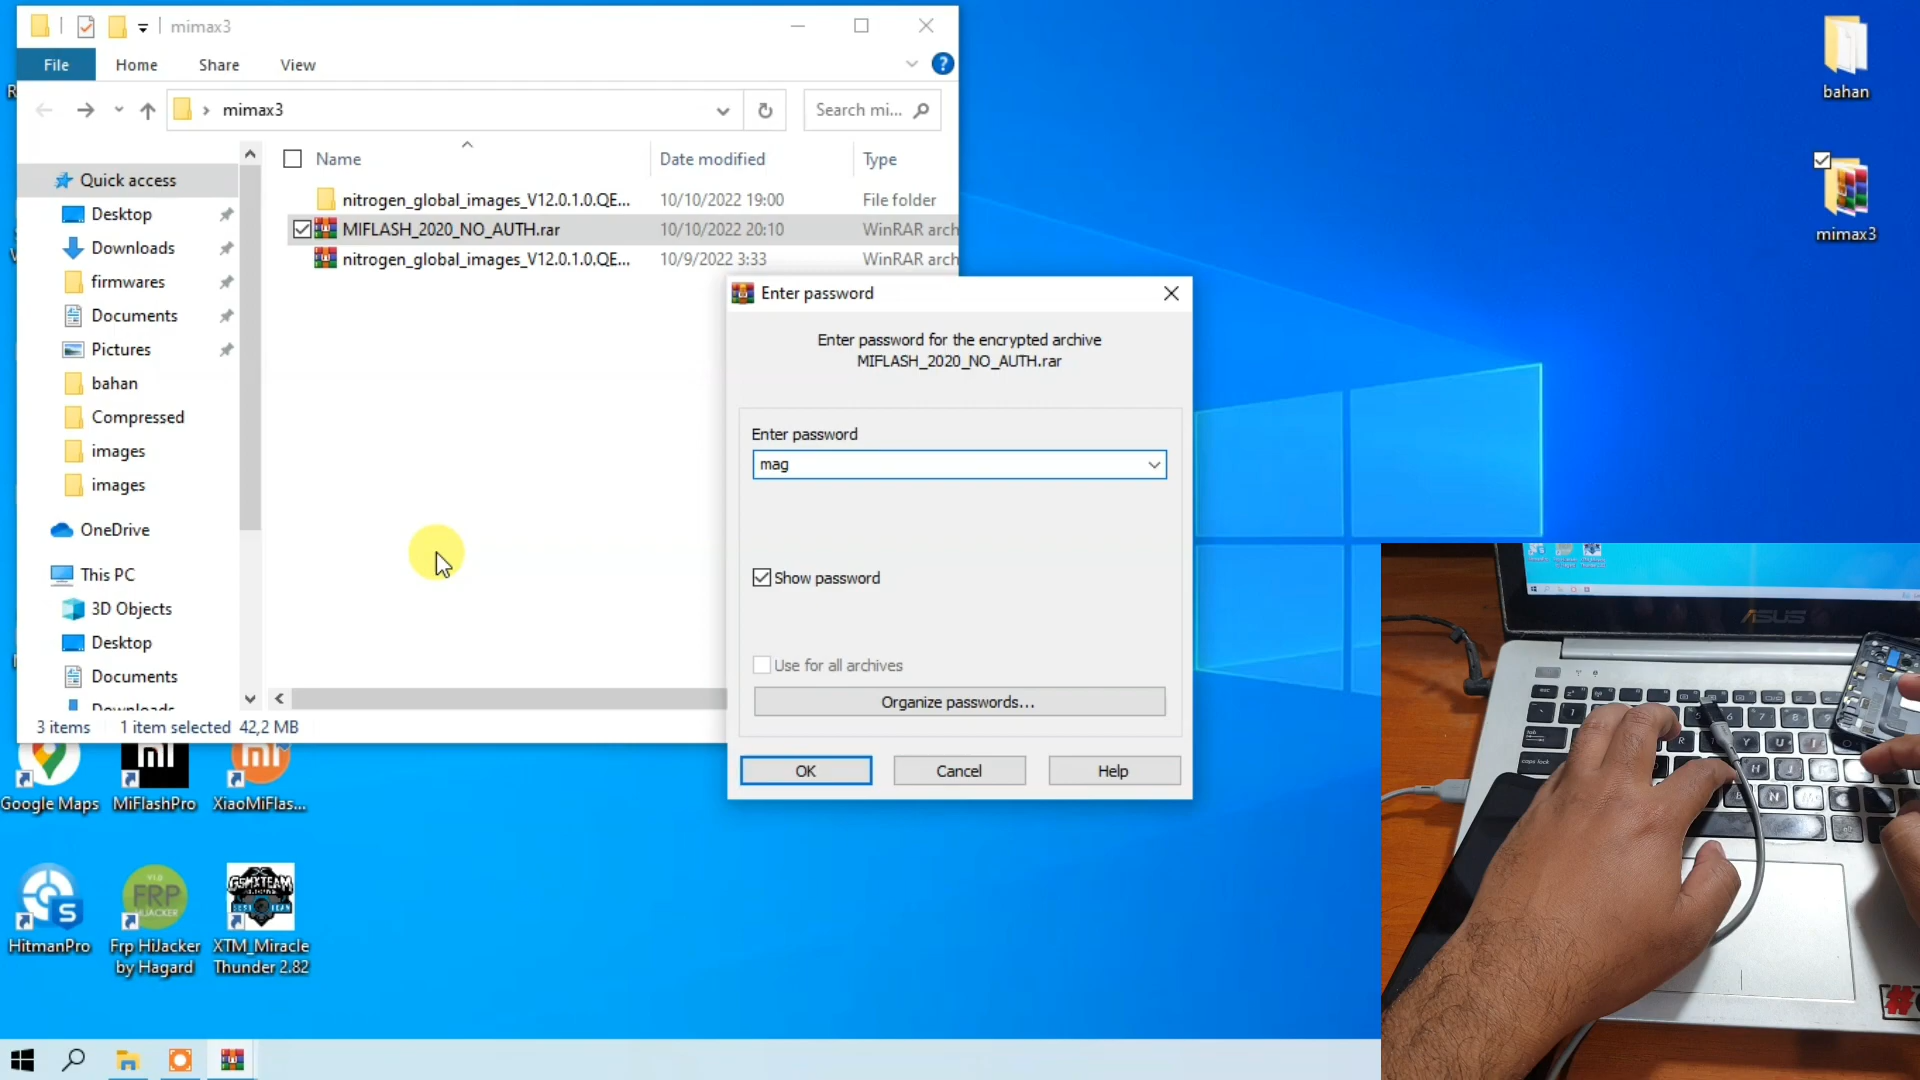 mimax3
File
Home
Share
View
mimax3
Search mi...
Name
Date modified
Type
Quick access
Desktop
Downloads
firmwares
Documents
Pictures
bahan
Compressed
images
images
OneDrive
This PC
3D Objects
Desktop
Documents
Downloads
nitrogen_global_images_V12.0.1.0.QE...
10/10/2022 19:00
File folder
MIFLASH_2020_NO_AUTH.rar
10/10/2022 20:10
WinRAR arch
nitrogen_global_images_V12.0.1.0.QE...
10/9/2022 3:33
WinRAR arch
3 items
1 item selected 42,2 MB
Enter password
Enter password for the encrypted archive
MIFLASH_2020_NO_AUTH.rar
Enter password
mag
Show password
Use for all archives
Organize passwords...
OK
Cancel
Help
bahan
mimax3
Google Maps
MiFlashPro
XiaoMiFlas...
HitmanPro
Frp HiJacker
by Hagard
XTM_Miracle
Thunder 2.82
ASUS